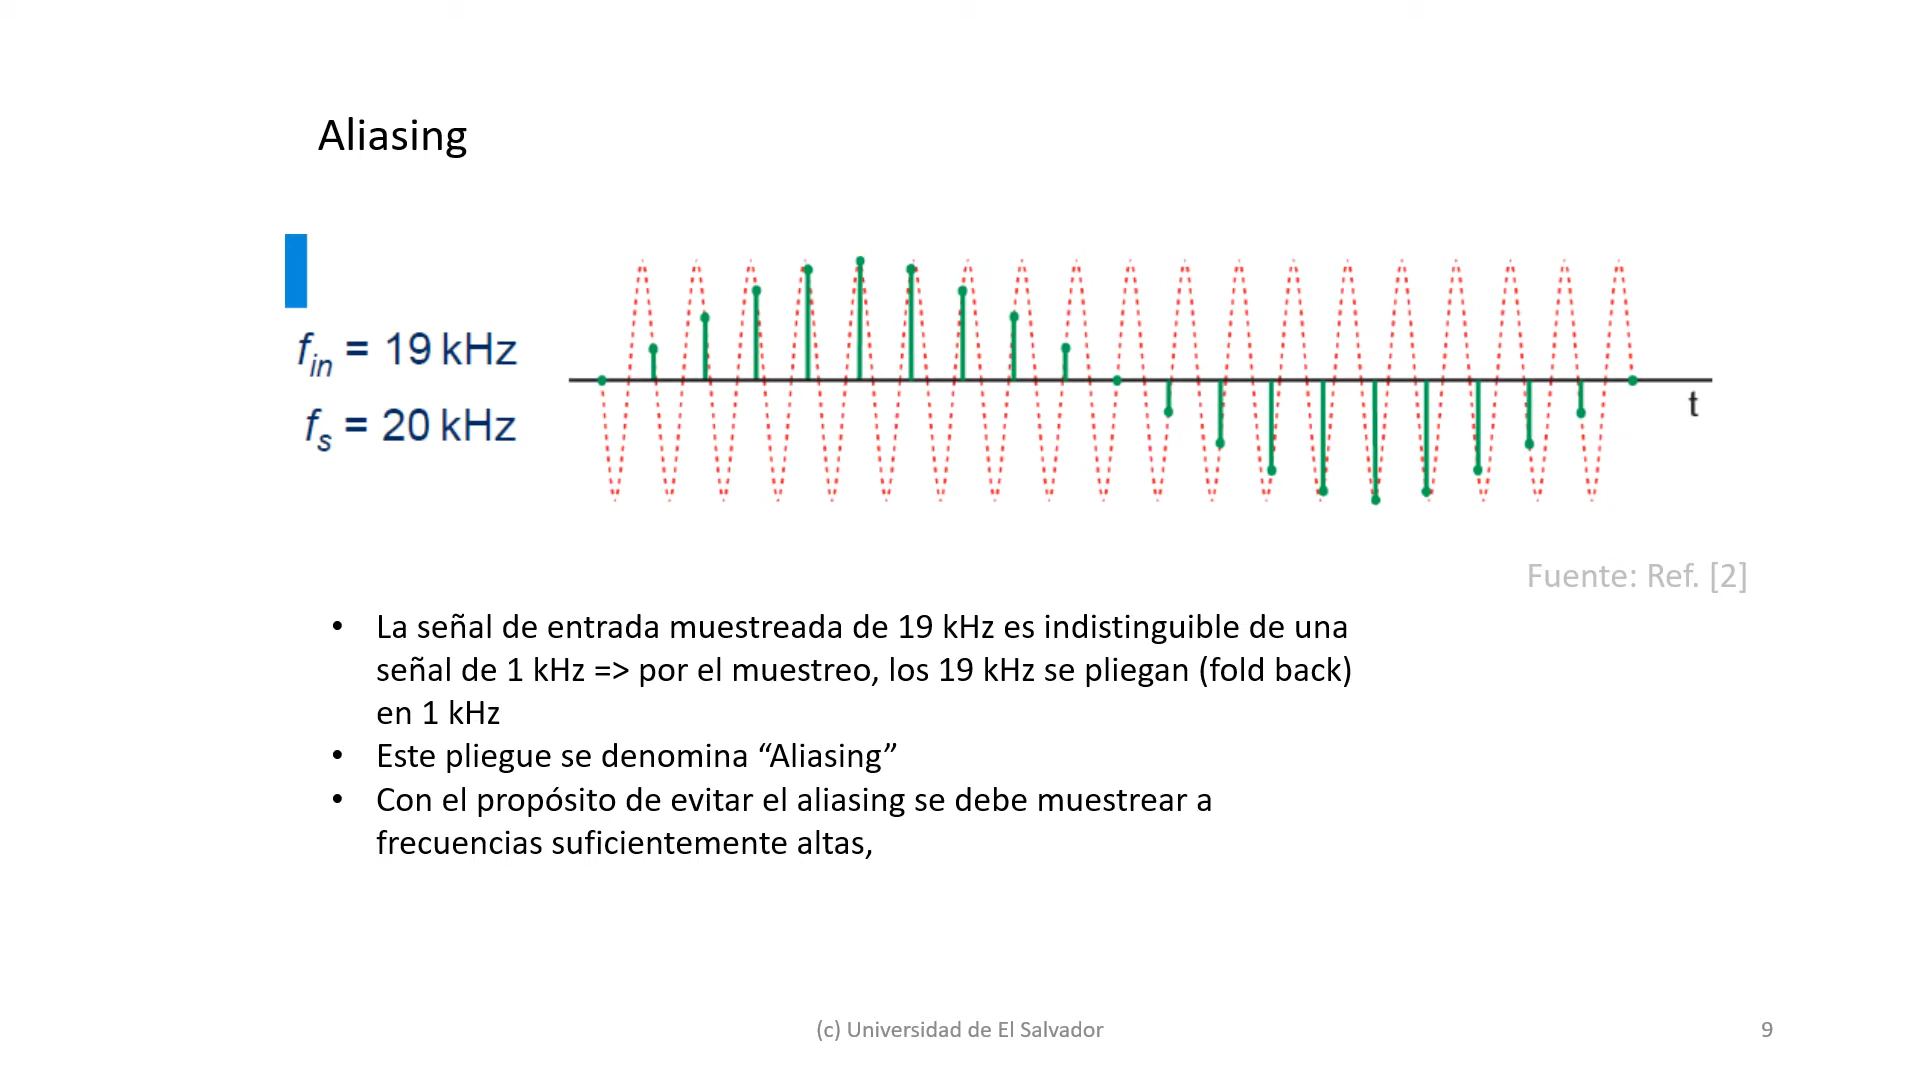 Aliasing
f_in = 19 kHz
f_s = 20 kHz
t
Fuente: Ref. [2]
• La señal de entrada muestreada de 19 kHz es indistinguible de una
señal de 1 kHz => por el muestreo, los 19 kHz se pliegan (fold back)
en 1 kHz
• Este pliegue se denomina “Aliasing”
• Con el propósito de evitar el aliasing se debe muestrear a
frecuencias suficientemente altas,
(c) Universidad de El Salvador
9